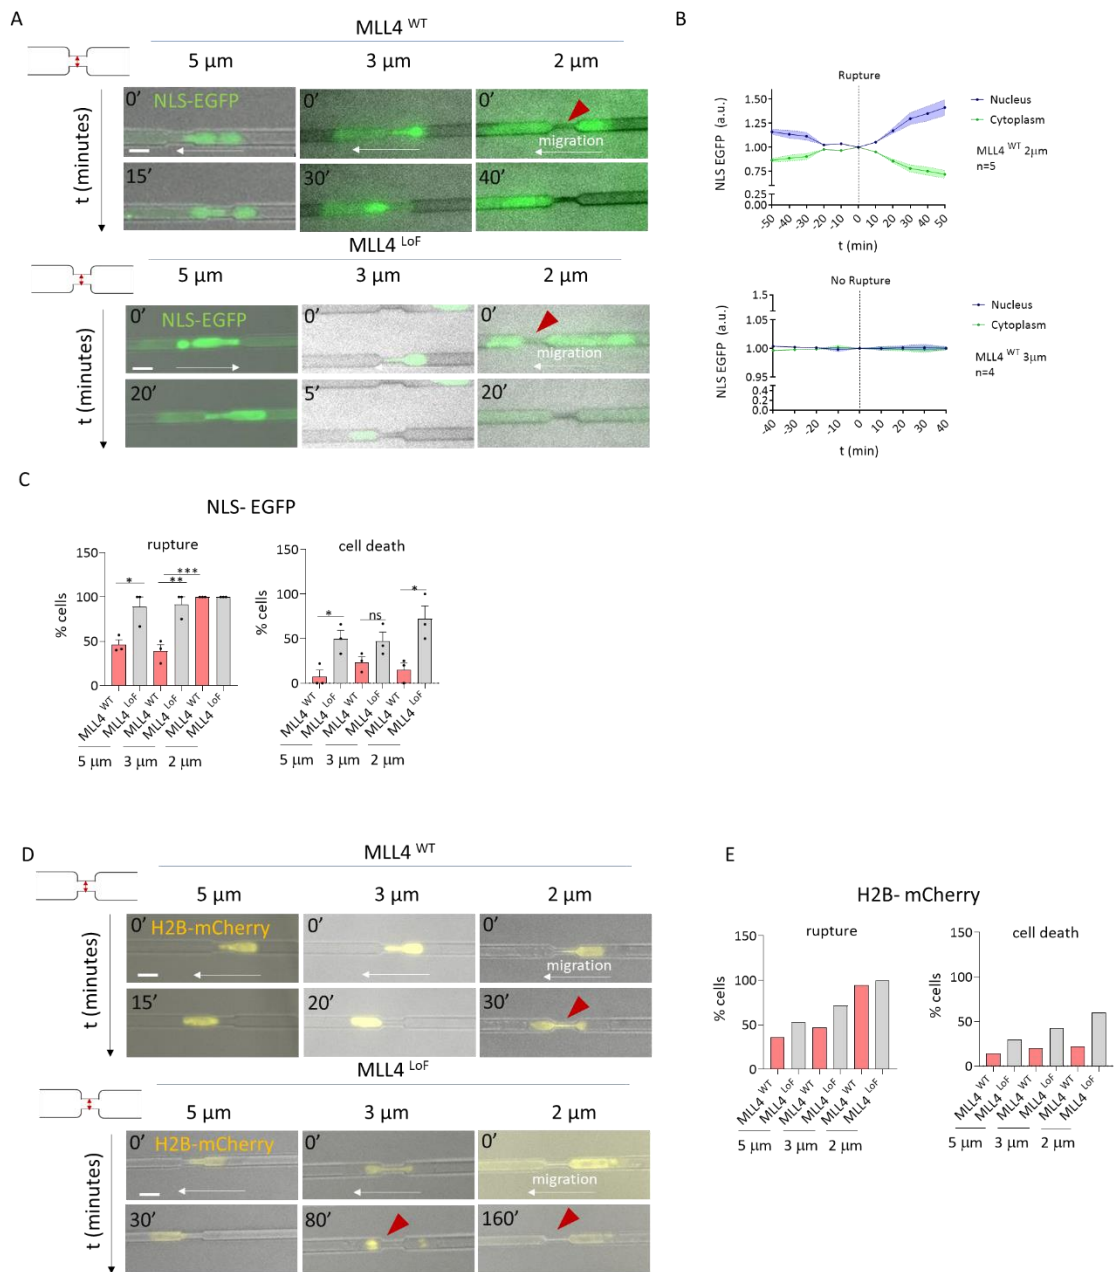 A
MLL4 WT
5 µm 3 µm 2 µm
t (minutes)
0' NLS-EGFP 0' 0'
migration
15' 30' 40'
MLL4 LoF
5 µm 3 µm 2 µm
t (minutes)
0' NLS-EGFP 0' 0'
migration
20' 5' 20'
B
Rupture
NLS EGFP (a.u.)
1.50
1.25
1.00
0.75
0.25
0.00
-50 -40 -30 -20 -10 0 10 20 30 40 50
t (min)
Nucleus
Cytoplasm
MLL4 WT 2µm
n=5
No Rupture
NLS EGFP (a.u.)
1.5
1.05
1.00
0.95
0.4
0.2
0.0
-40 -30 -20 -10 0 10 20 30 40
t (min)
Nucleus
Cytoplasm
MLL4 WT 3µm
n=4
C
NLS- EGFP
rupture
% cells
150
100
50
0
* ** ***
MLL4 WT MLL4 LoF MLL4 WT MLL4 LoF MLL4 WT MLL4 LoF
5 µm 3 µm 2 µm
cell death
% cells
150
100
50
0
* ns *
MLL4 WT MLL4 LoF MLL4 WT MLL4 LoF MLL4 WT MLL4 LoF
5 µm 3 µm 2 µm
D
MLL4 WT
5 µm 3 µm 2 µm
t (minutes)
0' H2B-mCherry 0' 0'
migration
15' 20' 30'
MLL4 LoF
5 µm 3 µm 2 µm
t (minutes)
0' H2B-mCherry 0' 0'
migration
30' 80' 160'
E
H2B- mCherry
rupture
% cells
150
100
50
0
MLL4 WT MLL4 LoF MLL4 WT MLL4 LoF MLL4 WT MLL4 LoF
5 µm 3 µm 2 µm
cell death
% cells
150
100
50
0
MLL4 WT MLL4 LoF MLL4 WT MLL4 LoF MLL4 WT MLL4 LoF
5 µm 3 µm 2 µm